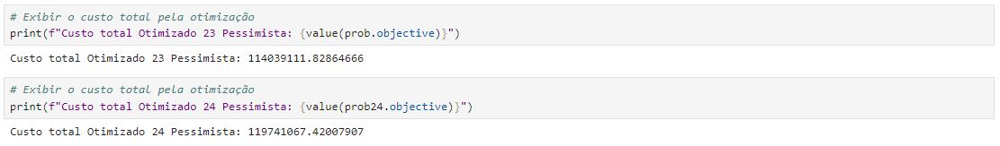 # Exibir o custo total pela otimização
print(f"Custo total Otimizado 23 Pessimista: {value(prob.objective)}")
Custo total Otimizado 23 Pessimista: 114039111.82864666
# Exibir o custo total pela otimização
print(f"Custo total Otimizado 24 Pessimista: {value(prob24.objective)}")
Custo total Otimizado 24 Pessimista: 119741067.42007907